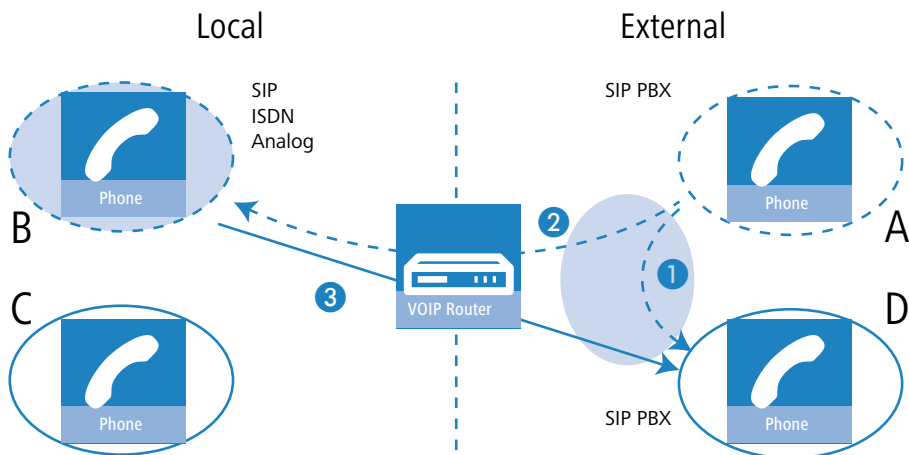 Local
External
SIP
ISDN
Analog
SIP PBX
Phone
Phone
B
A
2
1
3
VOIP Router
C
D
Phone
SIP PBX
Phone